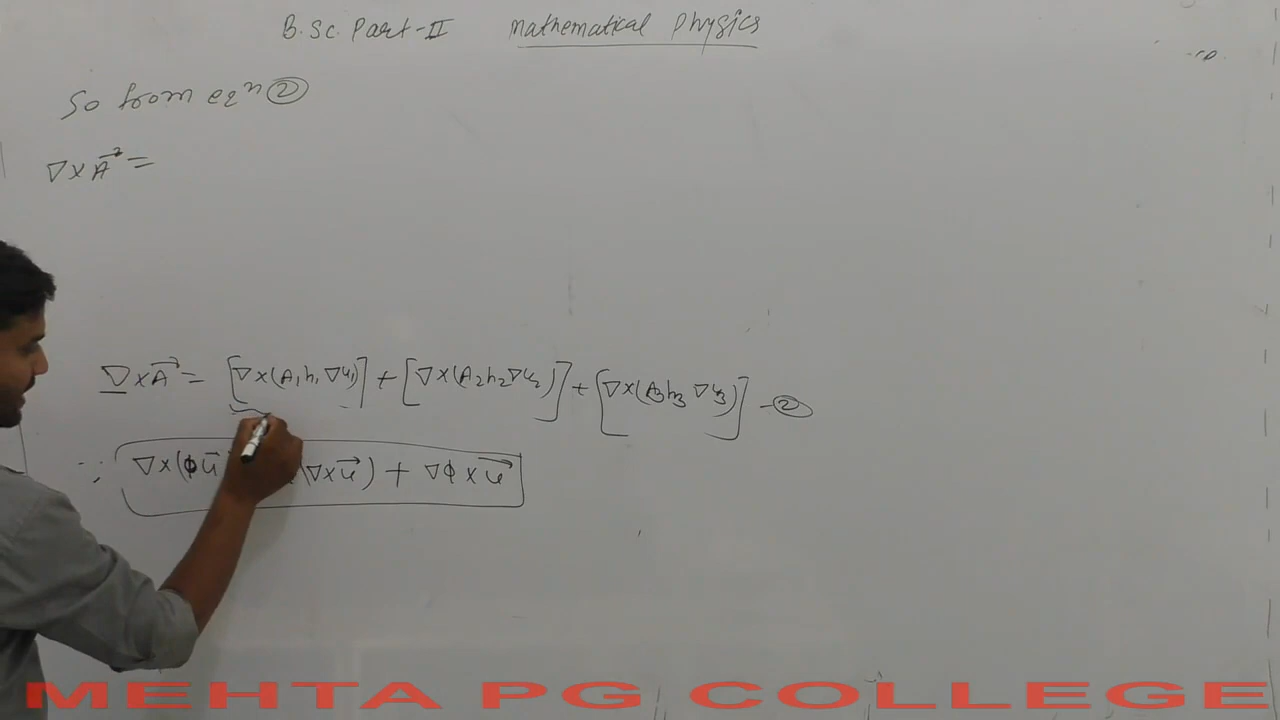 B.Sc. Part-II Mathematical Physics
So from eqⁿ ②
∇×A⃗ =
∇×A⃗ = [∇×(A₁h₁∇u₁)] + [∇×(A₂h₂∇u₂)] + [∇×(A₃h₃∇u₃)] - ②
∵ ∇×(ϕu⃗ (∇×u⃗) + ∇ϕ×u⃗
MEHTA PG COLLEGE